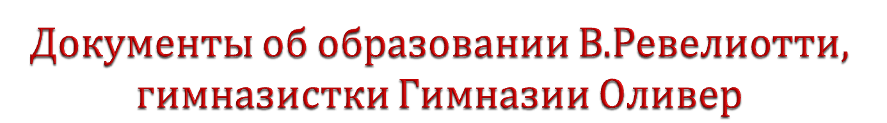 Документы об образовании В.Ревелиотти,
гимназистки Гимназии Оливер